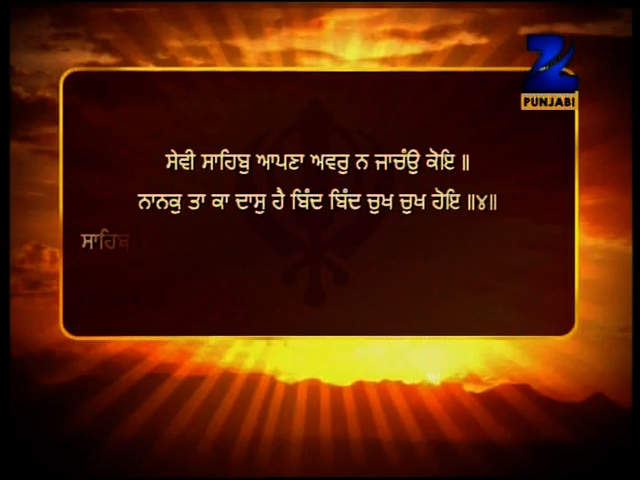 PUNJABI
ਸੇਵੀ ਸਾਹਿਬੁ ਆਪਣਾ ਅਵਰੁ ਨ ਜਾਚੰਉ ਕੋਇ ॥
ਨਾਨਕੁ ਤਾ ਕਾ ਦਾਸੁ ਹੈ ਬਿੰਦ ਬਿੰਦ ਚੁਖ ਚੁਖ ਹੋਇ ॥੪॥
ਸਾਹਿਬ